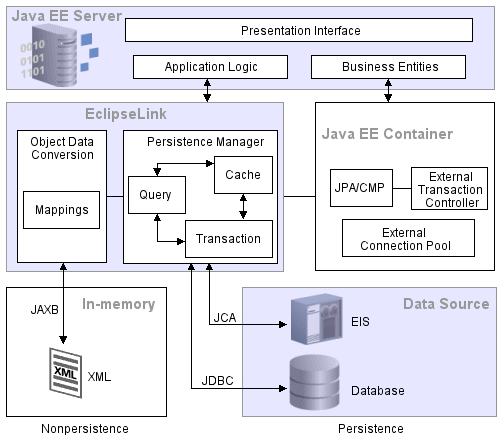 Java EE Server
0010
0101
1101
Presentation Interface
Application Logic
Business Entities
EclipseLink
Object Data
Conversion
Mappings
Persistence Manager
Cache
Query
Transaction
Java EE Container
JPA/CMP
External
Transaction
Controller
External
Connection Pool
In-memory
JAXB
XML
XML
Nonpersistence
Data Source
JCA
EIS
JDBC
Database
Persistence